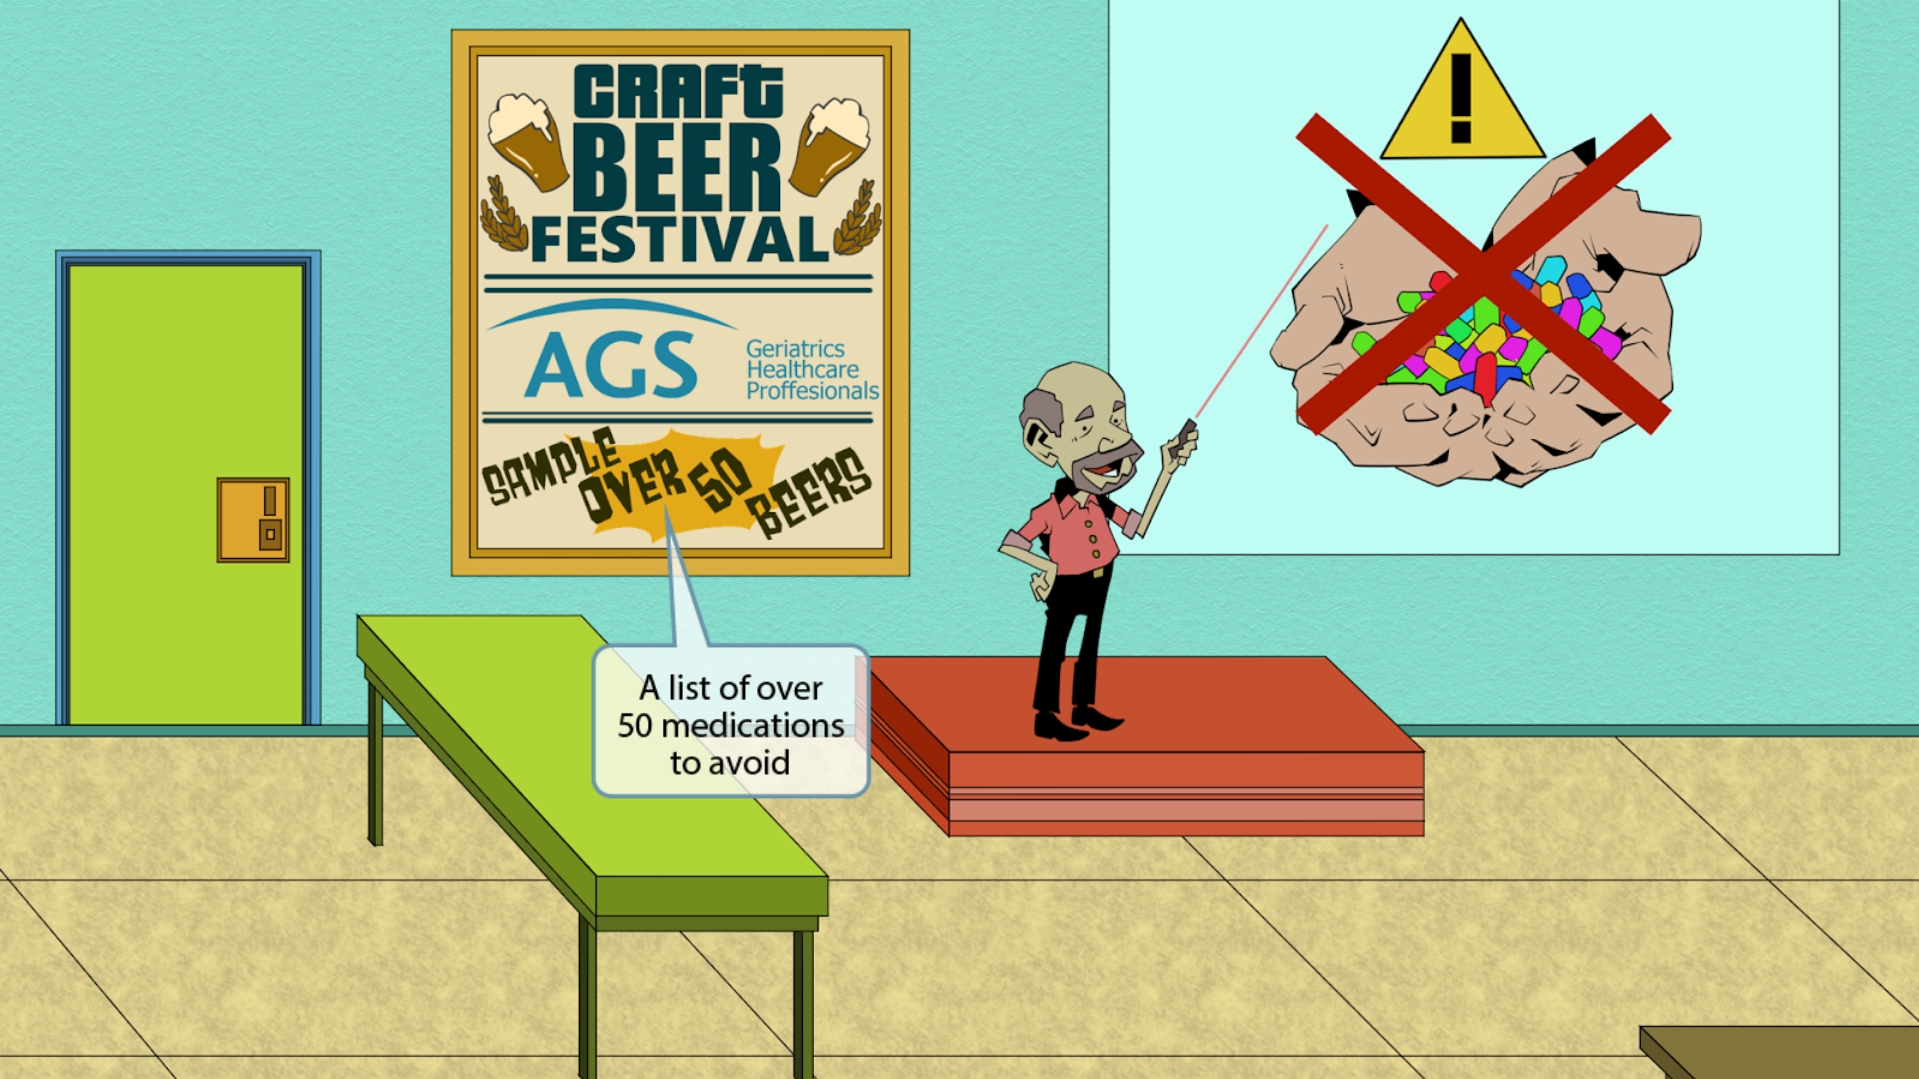 CRAFt
BEER
FESTIVAL
AGS
Geriatrics
Healthcare
Proffesionals
SAMPLE
OVER 50
BEERS
A list of over
50 medications
to avoid
!